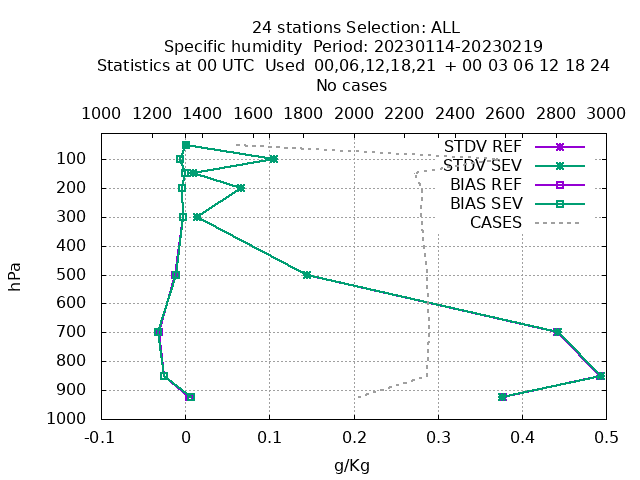 24 stations Selection: ALL
Specific humidity  Period: 20230114-20230219
Statistics at 00 UTC  Used  00,06,12,18,21  + 00 03 06 12 18 24
No cases
1000 1200 1400 1600 1800 2000 2200 2400 2600 2800 3000
STDV REF
STDV SEV
BIAS REF
BIAS SEV
CASES
100
200
300
400
500
600
700
800
900
1000
hPa
-0.1 0 0.1 0.2 0.3 0.4 0.5
g/Kg